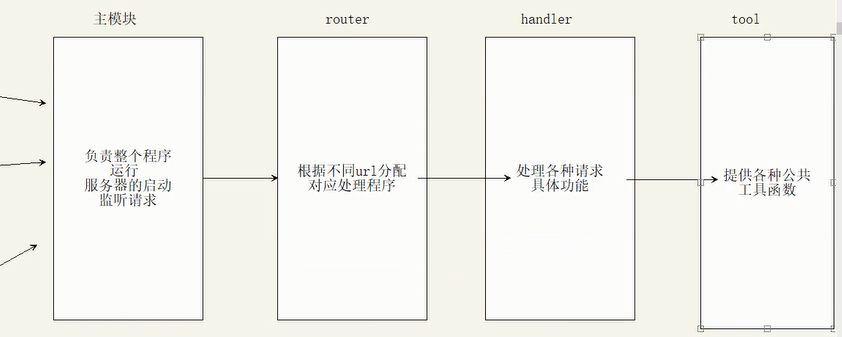 主模块
router
handler
tool
负责整个程序
运行
服务器的启动
监听请求
根据不同url分配
对应处理程序
处理各种请求
具体功能
提供各种公共
工具函数